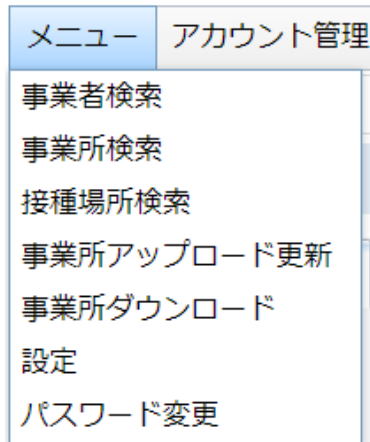 メニュー アカウント管理
事業者検索
事業所検索
接種場所検索
事業所アップロード更新
事業所ダウンロード
設定
パスワード変更